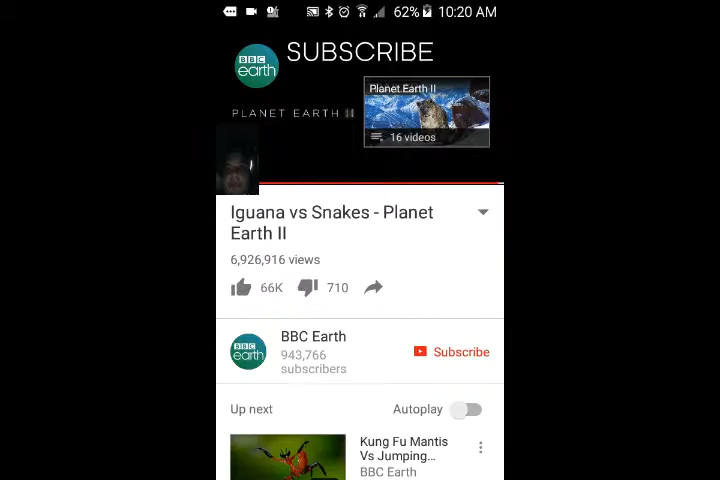 62% 10:20 AM
BBC earth SUBSCRIBE
PLANET EARTH II
Planet Earth II
16 videos
Iguana vs Snakes - Planet
Earth II
6,926,916 views
66K 710
BBC earth
BBC Earth
943,766
subscribers
Subscribe
Up next Autoplay
Kung Fu Mantis
Vs Jumping...
BBC Earth